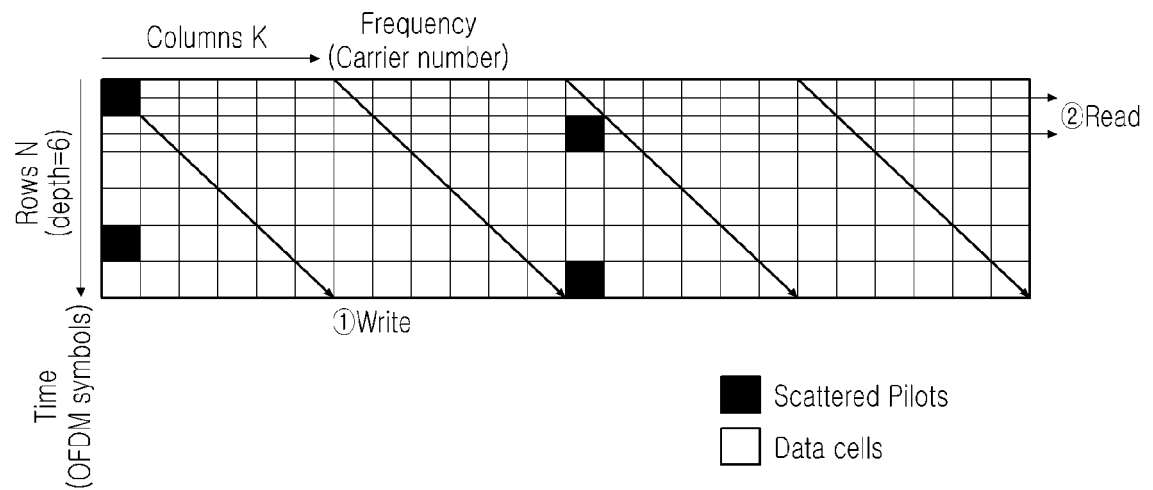 Columns K
Frequency
(Carrier number)
②Read
Rows N
(depth=6)
Time
(OFDM symbols)
①Write
Scattered Pilots
Data cells